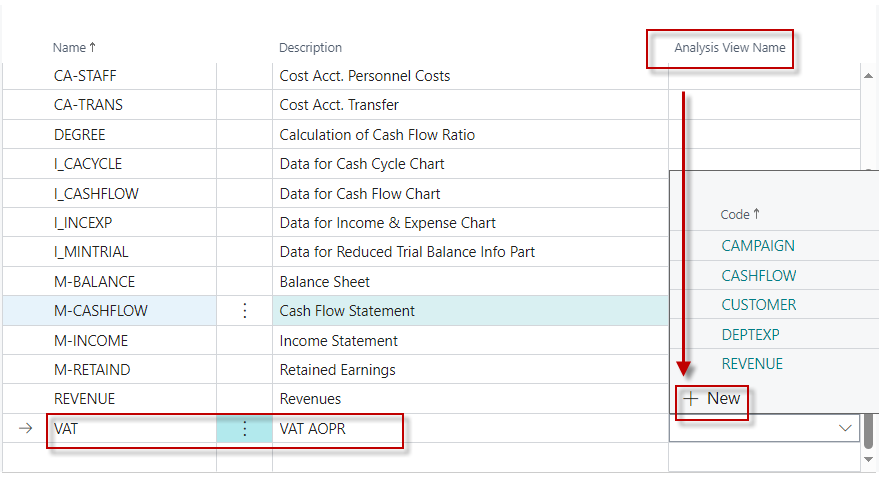 Name↑ Description Analysis View Name
CA-STAFF Cost Acct. Personnel Costs
CA-TRANS Cost Acct. Transfer
DEGREE Calculation of Cash Flow Ratio
I_CACYCLE Data for Cash Cycle Chart
I_CASHFLOW Data for Cash Flow Chart
I_INCEXP Data for Income & Expense Chart
I_MINTRIAL Data for Reduced Trial Balance Info Part
M-BALANCE Balance Sheet
M-CASHFLOW Cash Flow Statement
M-INCOME Income Statement
M-RETAIND Retained Earnings
REVENUE Revenues
VAT VAT AOPR
Code↑
CAMPAIGN
CASHFLOW
CUSTOMER
DEPTEXP
REVENUE
+ New